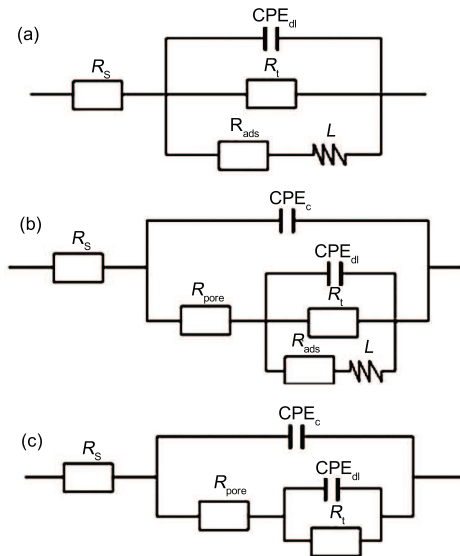 (a)
CPE_dl
R_S
R_t
R_ads
L
(b)
CPE_c
R_S
CPE_dl
R_pore
R_t
R_ads
L
(c)
CPE_c
R_S
CPE_dl
R_pore
R_t